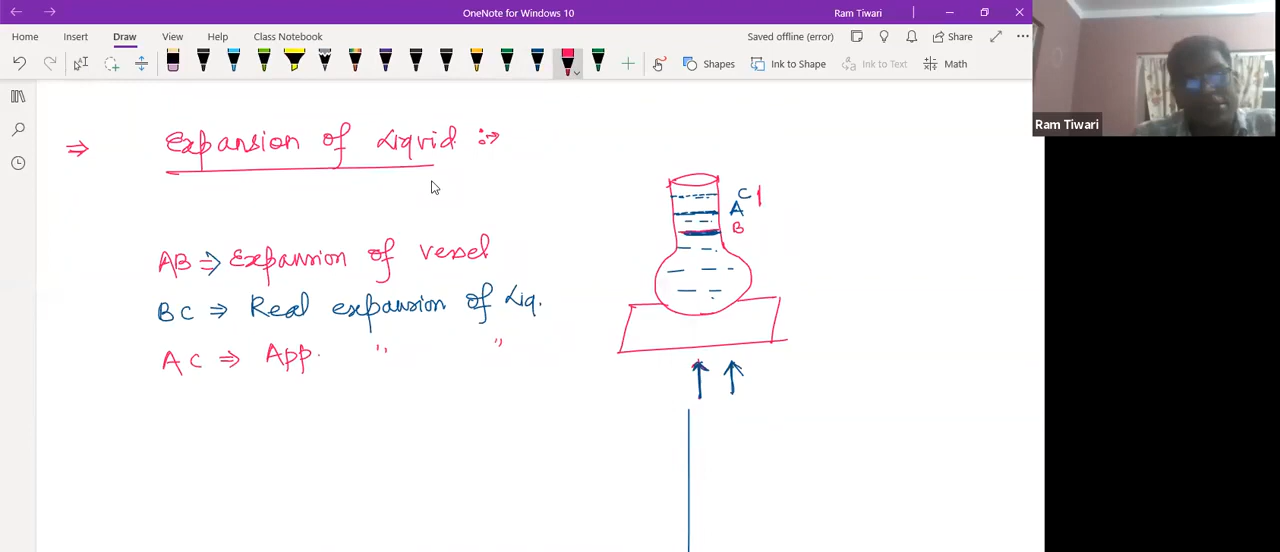 OneNote for Windows 10
Ram Tiwari
Home Insert Draw View Help Class Notebook
Saved offline (error)
Share
Shapes
Ink to Shape
Ink to Text
Math
Ram Tiwari
⇒ Expansion of Liquid :→
AB ⇒ Expansion of vessel
BC ⇒ Real expansion of Liq.
AC ⇒ App. " "
C
A
B